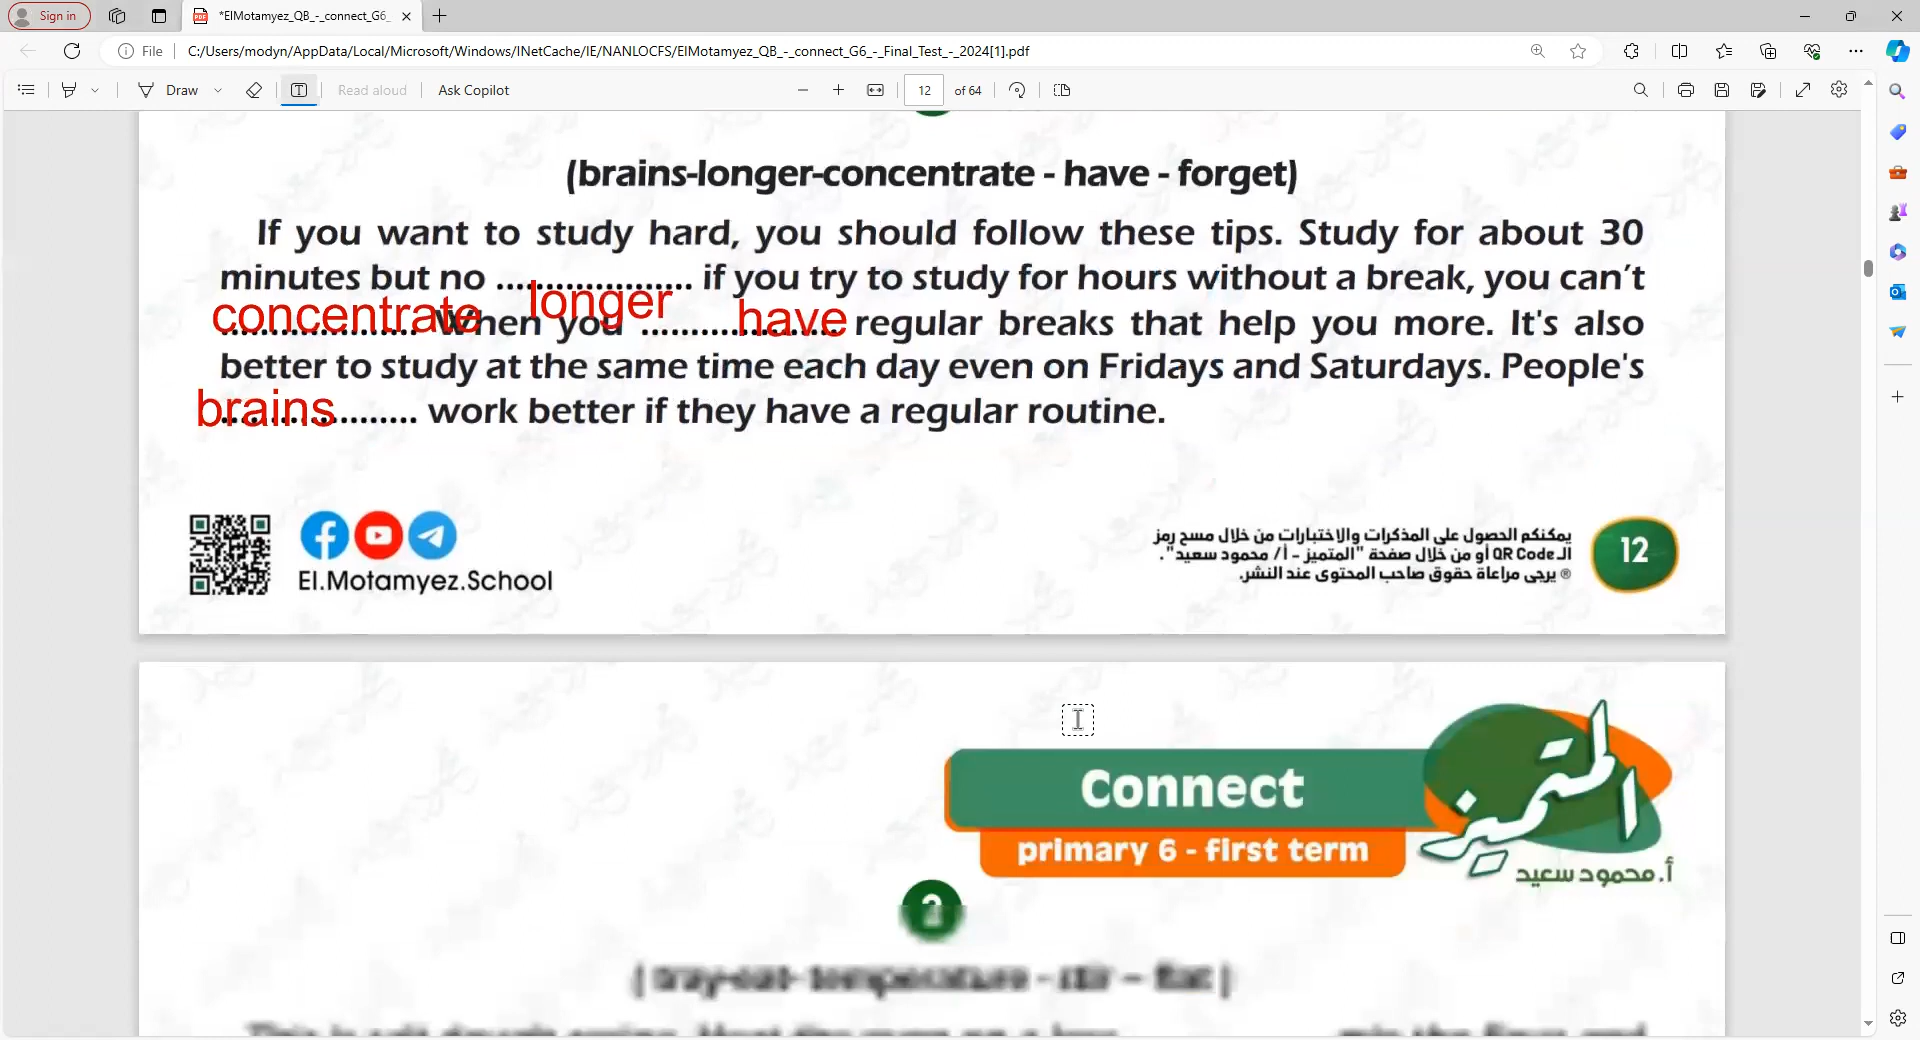 Sign in
*ElMotamyez_QB_-_connect_G6_
File
C:/Users/modyn/AppData/Local/Microsoft/Windows/INetCache/IE/NANLOCFS/ElMotamyez_QB_-_connect_G6_-_Final_Test_-_2024[1].pdf
Draw
Read aloud
Ask Copilot
12 of 64
(brains-longer-concentrate - have - forget)
If you want to study hard, you should follow these tips. Study for about 30
minutes but no .................... if you try to study for hours without a break, you can't
longer
concentrate When you .................... have regular breaks that help you more. It's also
better to study at the same time each day even on Fridays and Saturdays. People's
brains .................... work better if they have a regular routine.
El.Motamyez.School
يمكنكم الحصول على المذكرات والاختبارات من خلال مسح رمز
الـ QR Code أو من خلال صفحة "المتميز - أ/ محمود سعيد".
® يرجى مراعاة حقوق صاحب المحتوى عند النشر.
12
Connect
primary 6 - first term
المتميز
أ. محمود سعيد
2